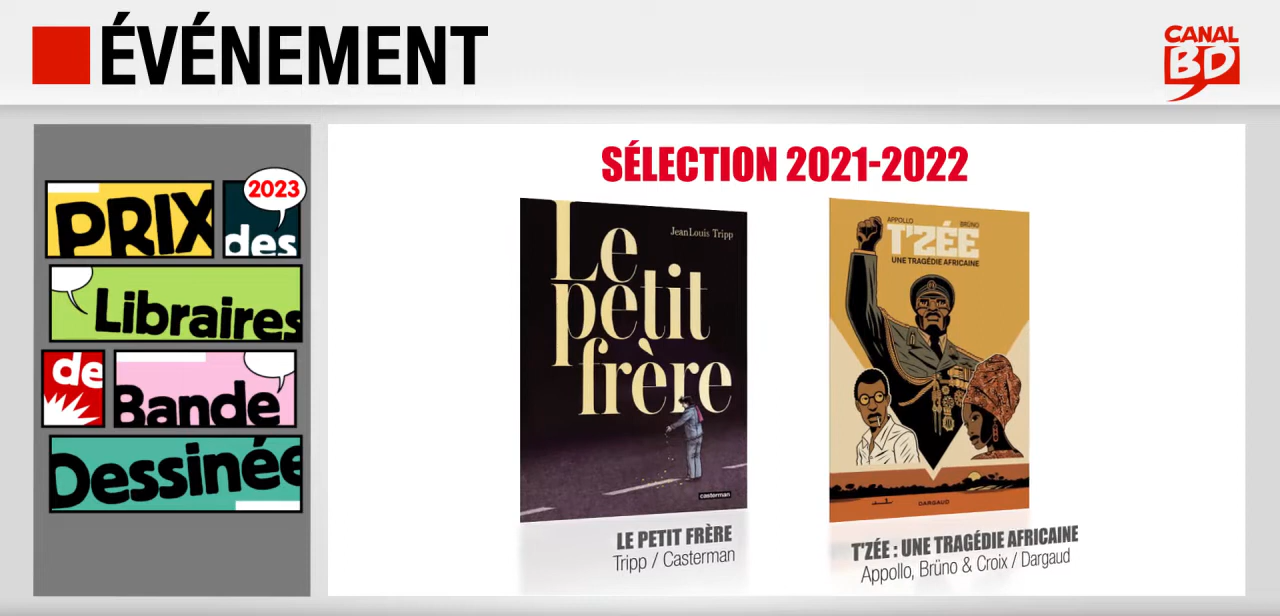 ÉVÉNEMENT
CANAL
BD
2023
PRIX
des
Libraires
de
Bande
Dessinée
SÉLECTION 2021-2022
JeanLouis Tripp
Le
petit
frère
casterman
LE PETIT FRÈRE
Tripp / Casterman
APPOLLO BRÜNO
T'ZÉE
UNE TRAGÉDIE AFRICAINE
DARGAUD
T'ZÉE : UNE TRAGÉDIE AFRICAINE
Appollo, Brüno & Croix / Dargaud